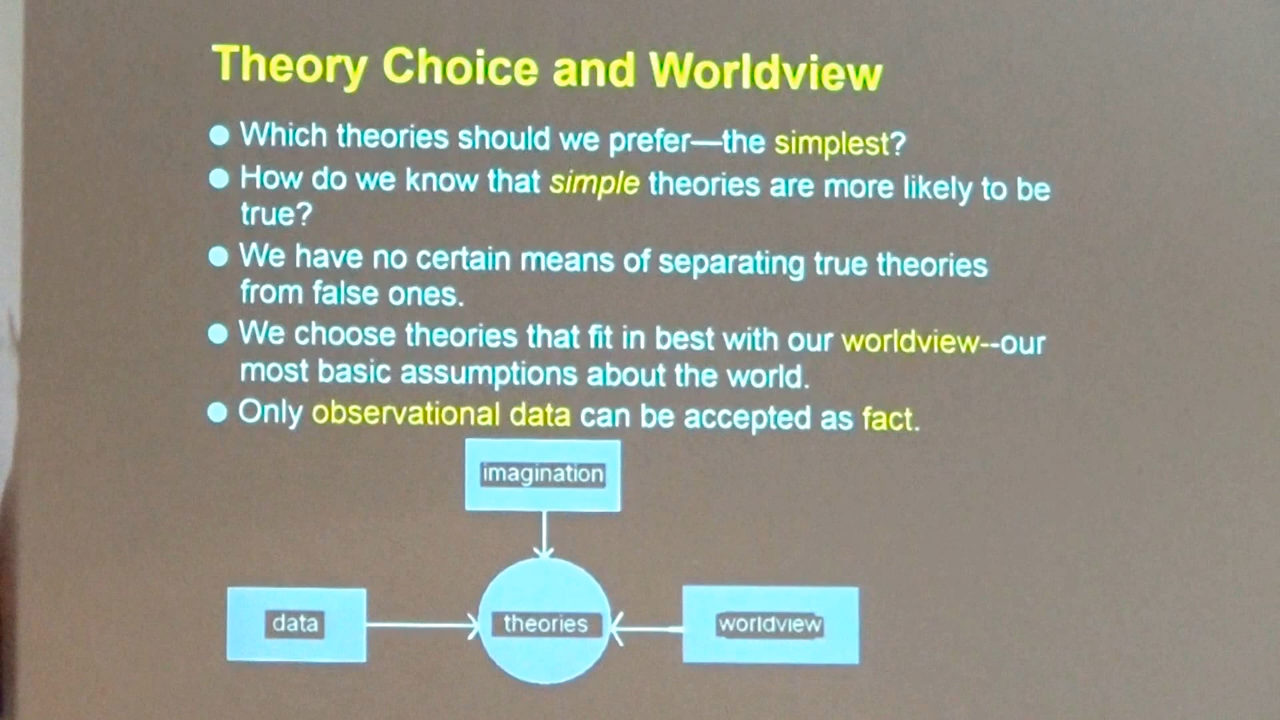 Theory Choice and Worldview
● Which theories should we prefer—the simplest?
● How do we know that simple theories are more likely to be
true?
● We have no certain means of separating true theories
from false ones.
● We choose theories that fit in best with our worldview--our
most basic assumptions about the world.
● Only observational data can be accepted as fact.
imagination
data
theories
worldview